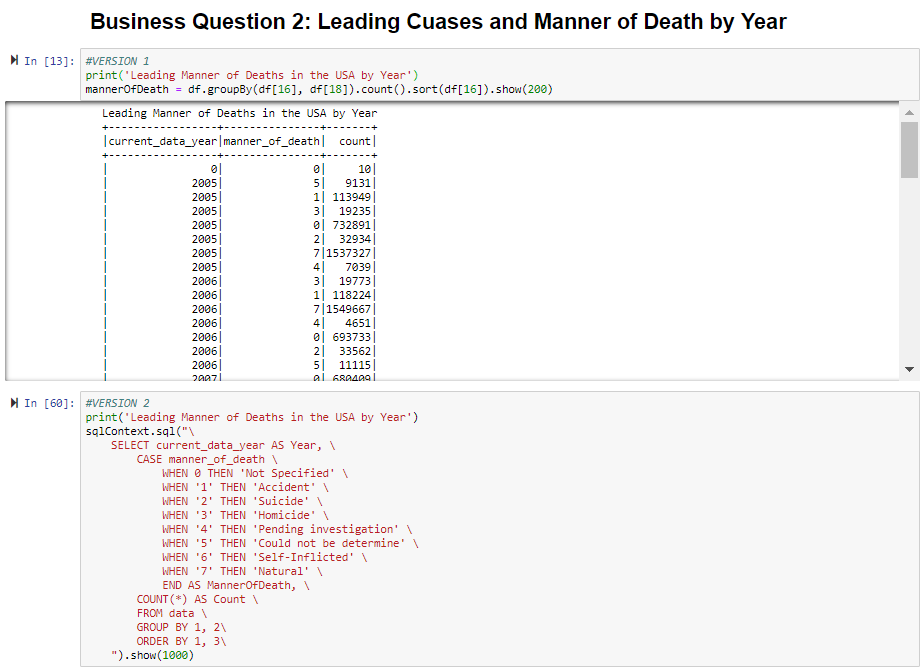 Business Question 2: Leading Cuases and Manner of Death by Year
In [13]:
#VERSION 1
print('Leading Manner of Deaths in the USA by Year')
mannerOfDeath = df.groupBy(df[16], df[18]).count().sort(df[16]).show(200)
Leading Manner of Deaths in the USA by Year
+-----------------+---------------+-------+
|current_data_year|manner_of_death|  count|
+-----------------+---------------+-------+
|                0|              0|     10|
|             2005|              5|   9131|
|             2005|              1| 113949|
|             2005|              3|  19235|
|             2005|              0| 732891|
|             2005|              2|  32934|
|             2005|              7|1537327|
|             2005|              4|   7039|
|             2006|              3|  19773|
|             2006|              1| 118224|
|             2006|              7|1549667|
|             2006|              4|   4651|
|             2006|              0| 693733|
|             2006|              2|  33562|
|             2006|              5|  11115|
|             2007|              0| 680409|
In [60]:
#VERSION 2
print('Leading Manner of Deaths in the USA by Year')
sqlContext.sql("\
    SELECT current_data_year AS Year, \
        CASE manner_of_death \
            WHEN 0 THEN 'Not Specified' \
            WHEN '1' THEN 'Accident' \
            WHEN '2' THEN 'Suicide' \
            WHEN '3' THEN 'Homicide' \
            WHEN '4' THEN 'Pending investigation' \
            WHEN '5' THEN 'Could not be determine' \
            WHEN '6' THEN 'Self-Inflicted' \
            WHEN '7' THEN 'Natural' \
            END AS MannerOfDeath, \
        COUNT(*) AS Count \
        FROM data \
        GROUP BY 1, 2\
        ORDER BY 1, 3\
    ").show(1000)